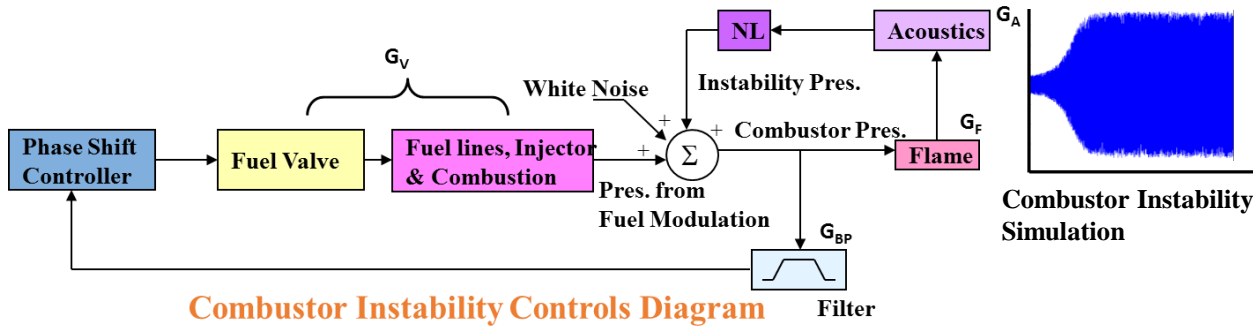 NL
Acoustics
G_A
G_V
White Noise
Instability Pres.
+
+
+
+
Combustor Pres.
G_F
Phase Shift
Controller
Fuel Valve
Fuel lines, Injector
& Combustion
Σ
Flame
Pres. from
Fuel Modulation
G_BP
Combustor Instability
Simulation
Combustor Instability Controls Diagram
Filter